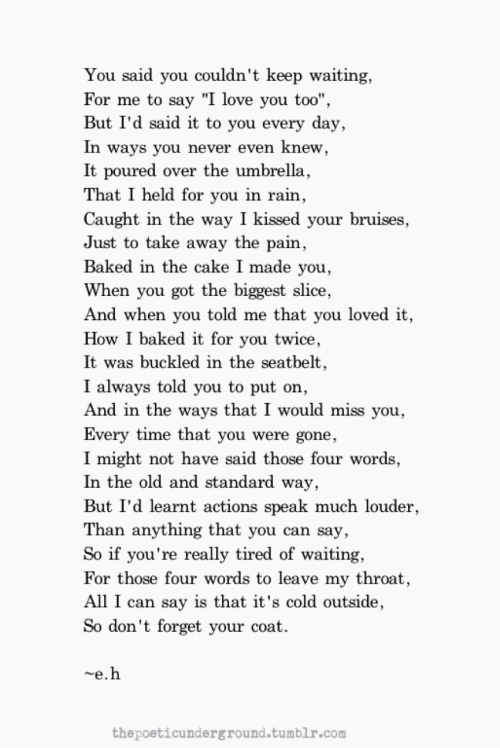 You said you couldn't keep waiting,
For me to say "I love you too",
But I'd said it to you every day,
In ways you never even knew,
It poured over the umbrella,
That I held for you in rain,
Caught in the way I kissed your bruises,
Just to take away the pain,
Baked in the cake I made you,
When you got the biggest slice,
And when you told me that you loved it,
How I baked it for you twice,
It was buckled in the seatbelt,
I always told you to put on,
And in the ways that I would miss you,
Every time that you were gone,
I might not have said those four words,
In the old and standard way,
But I'd learnt actions speak much louder,
Than anything that you can say,
So if you're really tired of waiting,
For those four words to leave my throat,
All I can say is that it's cold outside,
So don't forget your coat.
~e.h
thepoeticunderground.tumblr.com